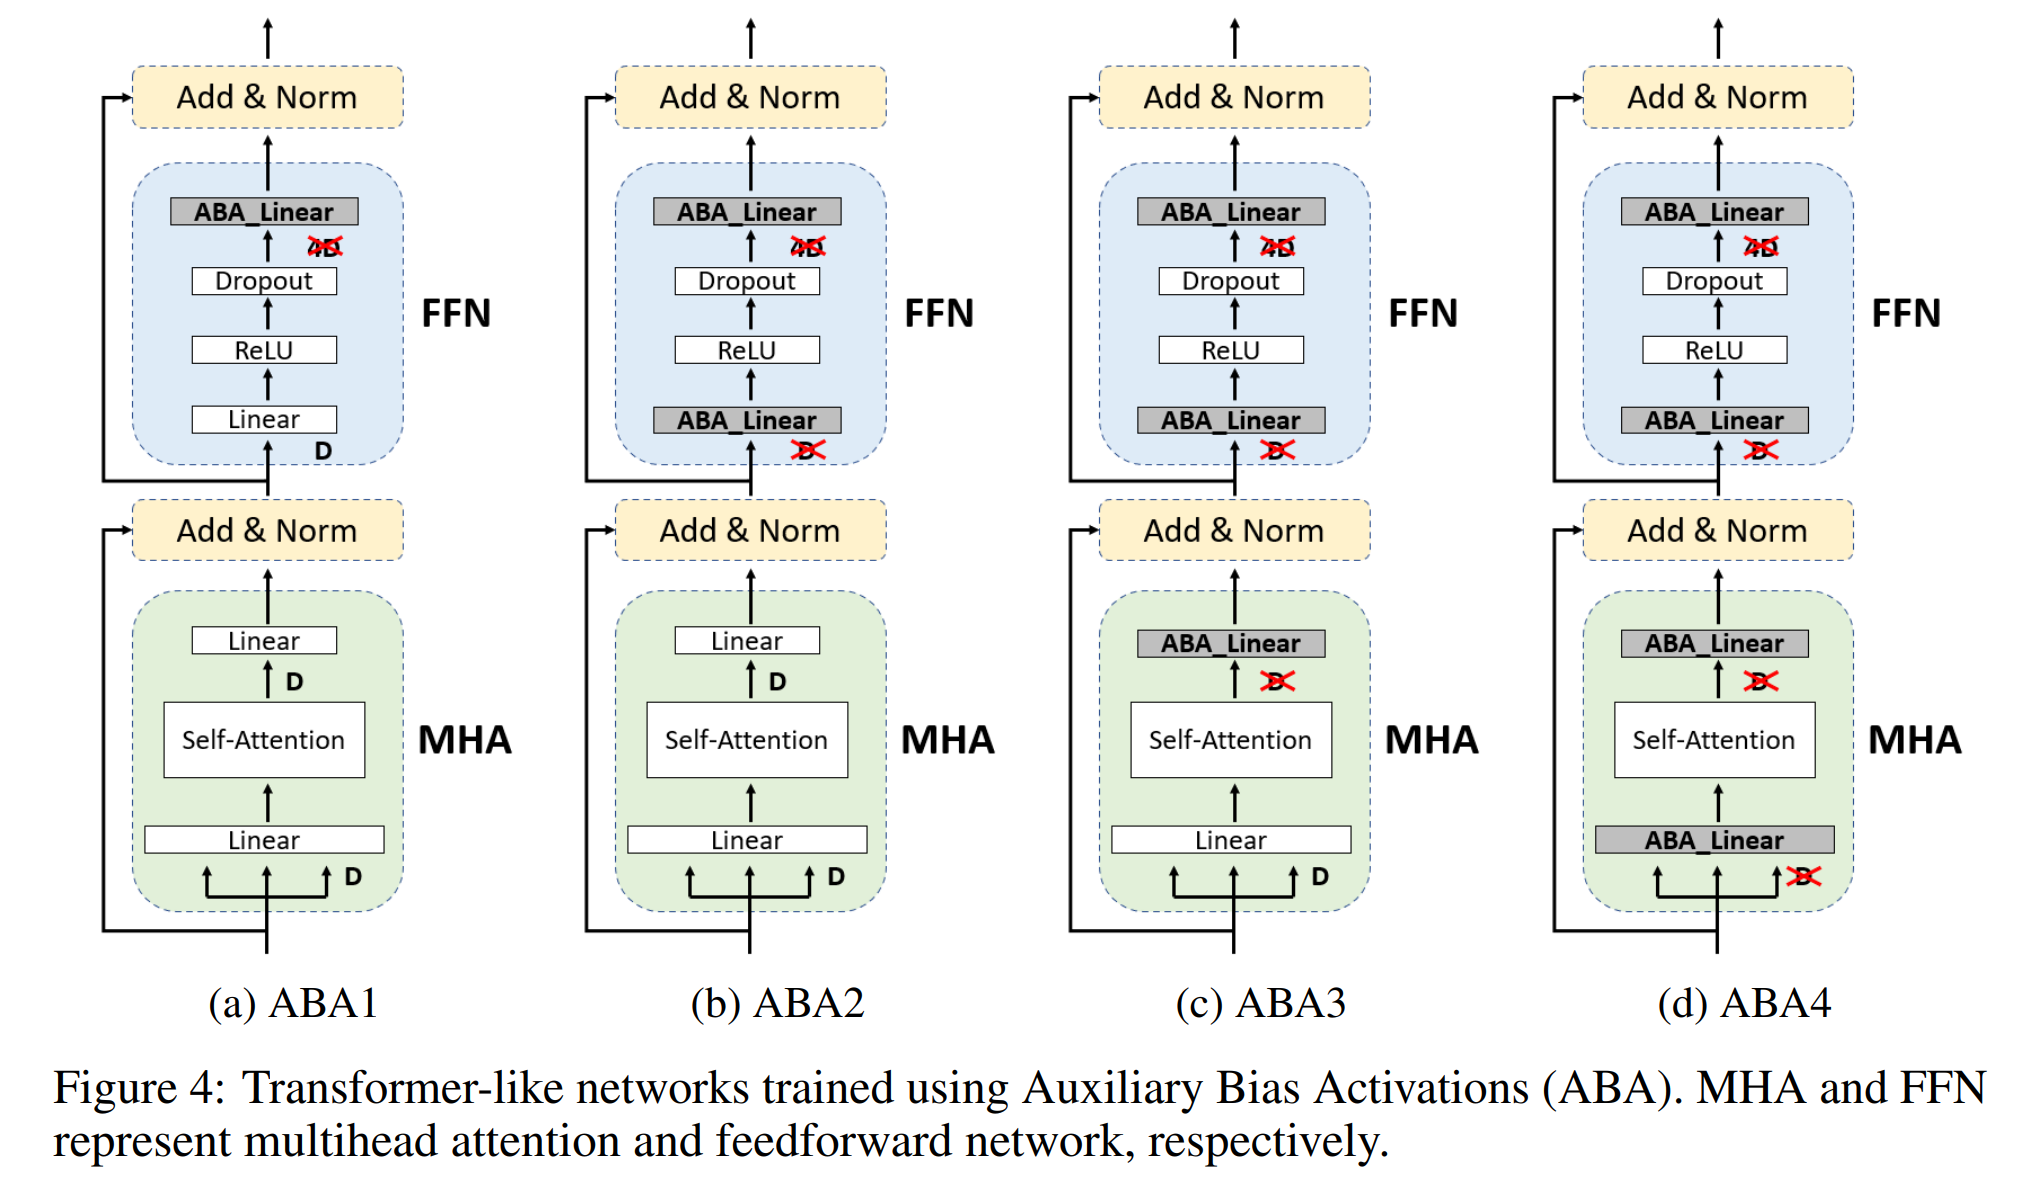 Add & Norm
ABA_Linear
4D
Dropout
ReLU
Linear
D
FFN
Add & Norm
Linear
D
Self-Attention
MHA
Linear
D
(a) ABA1
Add & Norm
ABA_Linear
4D
Dropout
ReLU
ABA_Linear
D
FFN
Add & Norm
Linear
D
Self-Attention
MHA
Linear
D
(b) ABA2
Add & Norm
ABA_Linear
4D
Dropout
ReLU
ABA_Linear
D
FFN
Add & Norm
ABA_Linear
D
Self-Attention
MHA
Linear
D
(c) ABA3
Add & Norm
ABA_Linear
4D
Dropout
ReLU
ABA_Linear
D
FFN
Add & Norm
ABA_Linear
D
Self-Attention
MHA
ABA_Linear
D
(d) ABA4
Figure 4: Transformer-like networks trained using Auxiliary Bias Activations (ABA). MHA and FFN
represent multihead attention and feedforward network, respectively.